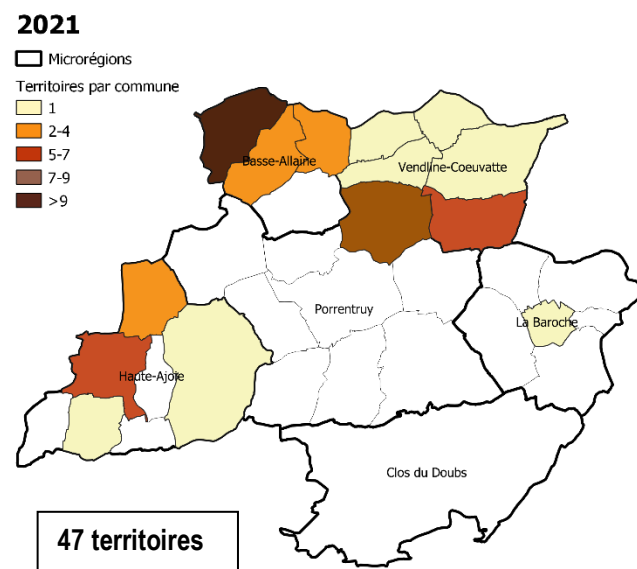 2021
Microrégions
Territoires par commune
1
2-4
5-7
7-9
>9
Basse-Allaine
Vendline-Coeuvatte
Porrentruy
La Baroche
Haute-Ajoie
Clos du Doubs
47 territoires